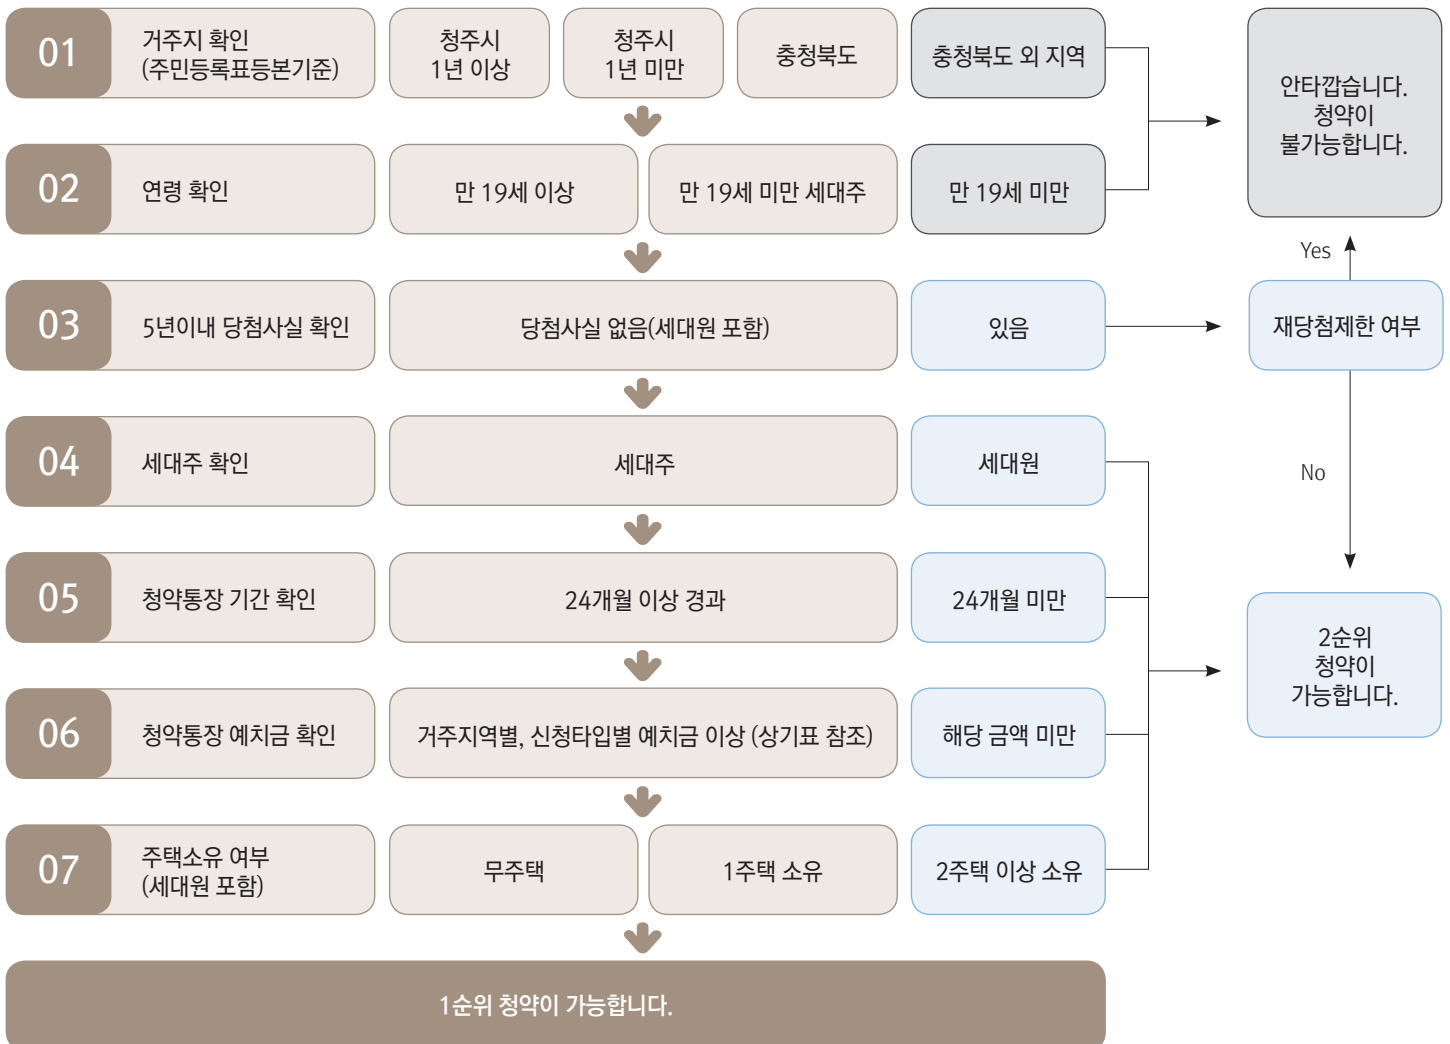 01
거주지 확인
(주민등록표등본기준)
청주시
1년 이상
청주시
1년 미만
충청북도
충청북도 외 지역
안타깝습니다.
청약이
불가능합니다.
02
연령 확인
만 19세 이상
만 19세 미만 세대주
만 19세 미만
Yes
03
5년이내 당첨사실 확인
당첨사실 없음(세대원 포함)
있음
재당첨제한 여부
04
세대주 확인
세대주
세대원
No
05
청약통장 기간 확인
24개월 이상 경과
24개월 미만
2순위
청약이
가능합니다.
06
청약통장 예치금 확인
거주지역별, 신청타입별 예치금 이상 (상기표 참조)
해당 금액 미만
07
주택소유 여부
(세대원 포함)
무주택
1주택 소유
2주택 이상 소유
1순위 청약이 가능합니다.